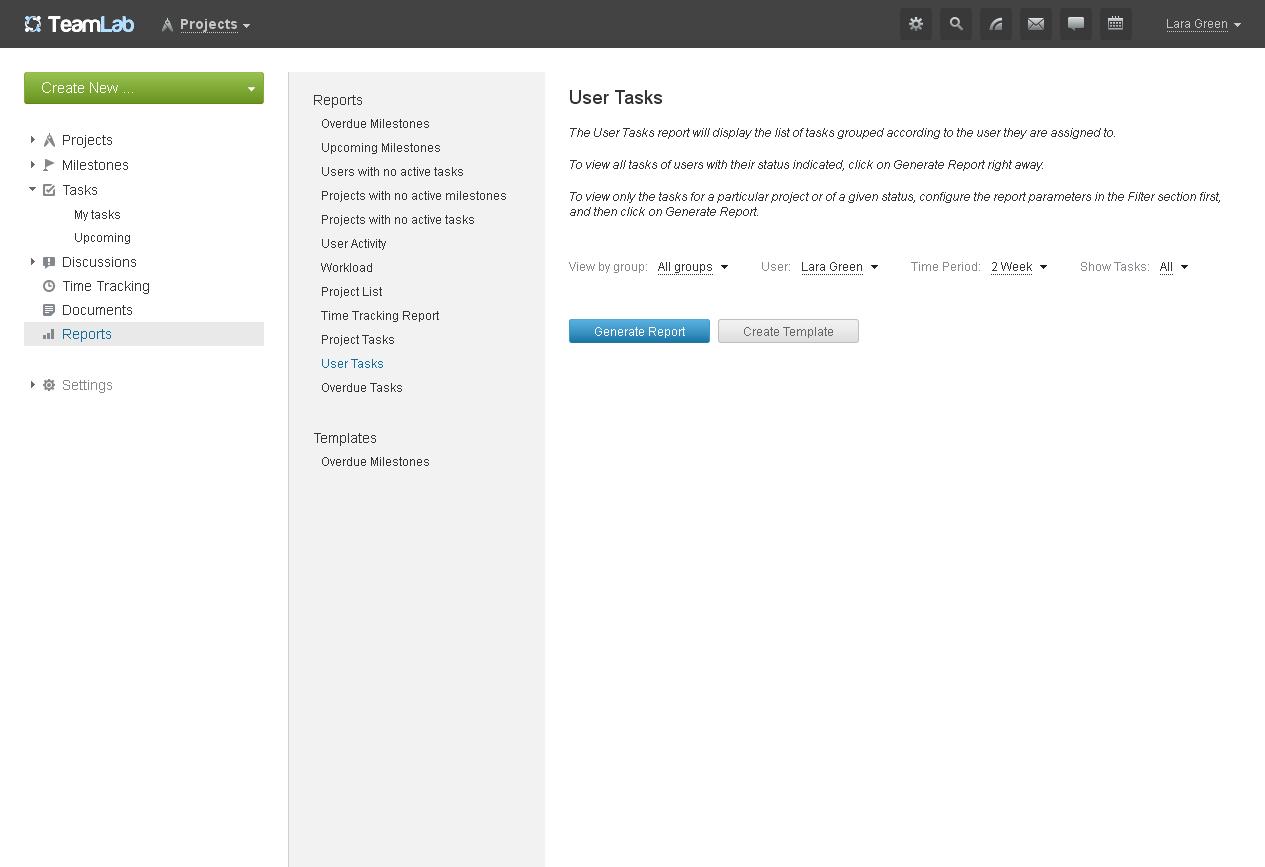 TeamLab
Projects
Lara Green
Create New ...
Projects
Milestones
Tasks
My tasks
Upcoming
Discussions
Time Tracking
Documents
Reports
Settings
Reports
Overdue Milestones
Upcoming Milestones
Users with no active tasks
Projects with no active milestones
Projects with no active tasks
User Activity
Workload
Project List
Time Tracking Report
Project Tasks
User Tasks
Overdue Tasks
Templates
Overdue Milestones
User Tasks
The User Tasks report will display the list of tasks grouped according to the user they are assigned to.
To view all tasks of users with their status indicated, click on Generate Report right away.
To view only the tasks for a particular project or of a given status, configure the report parameters in the Filter section first,
and then click on Generate Report.
View by group: All groups User: Lara Green Time Period: 2 Week Show Tasks: All
Generate Report Create Template